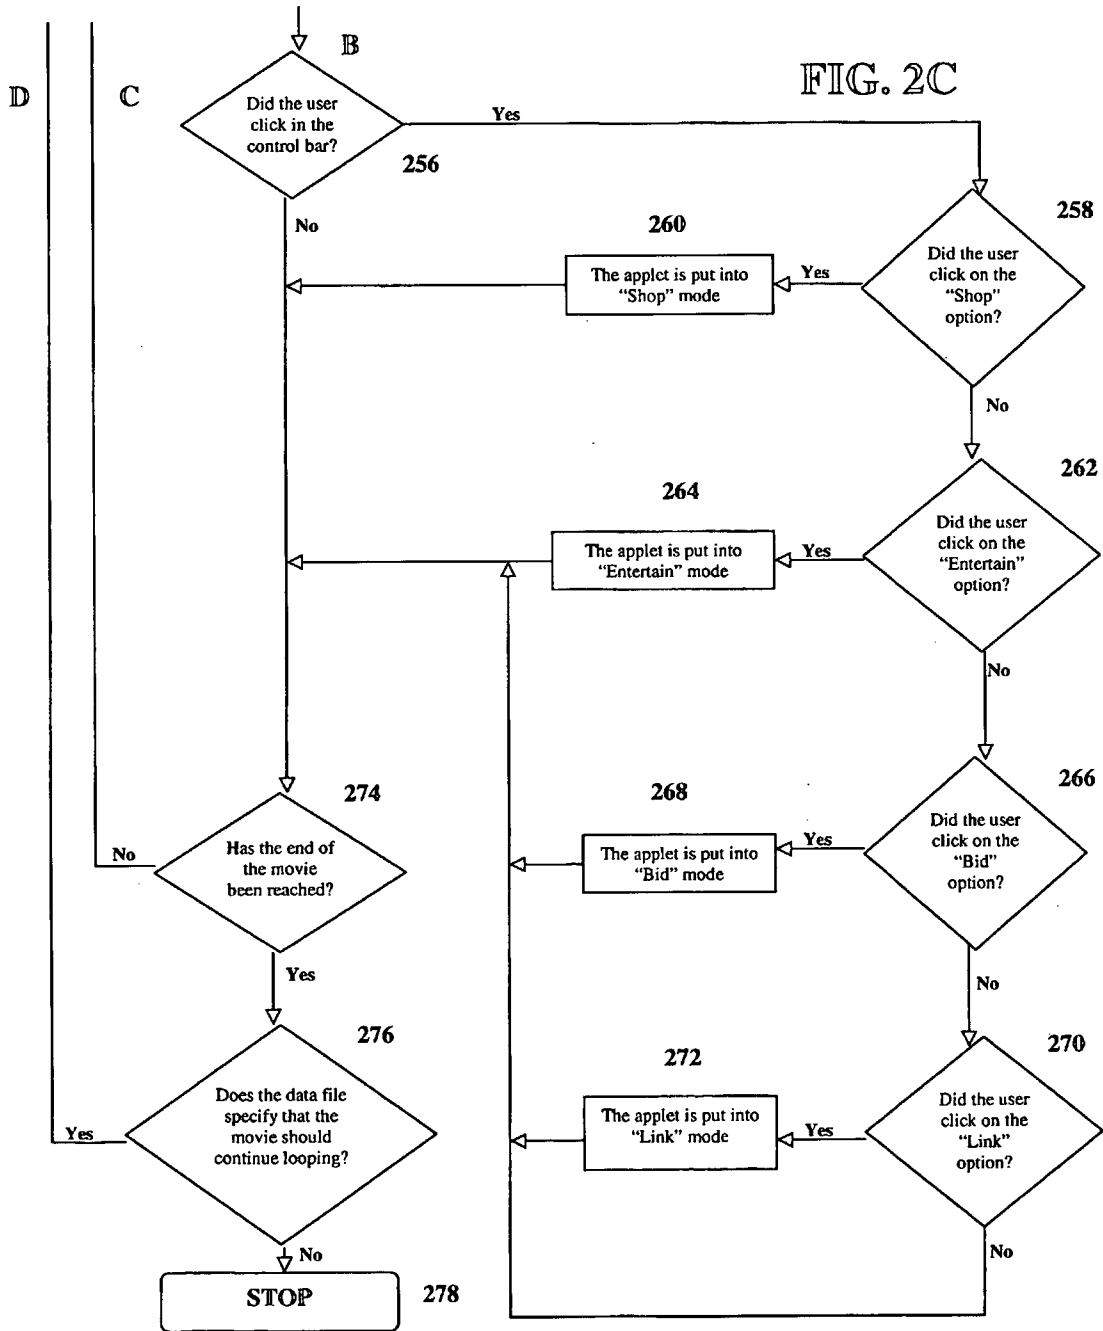 B
FIG. 2C
D
C
Did the user
click in the
control bar?
Yes
256
No
258
260
Did the user
click on the
"Shop"
option?
Yes
The applet is put into
"Shop" mode
No
262
264
Did the user
click on the
"Entertain"
option?
Yes
The applet is put into
"Entertain" mode
No
266
268
274
Did the user
click on the
"Bid"
option?
Yes
The applet is put into
"Bid" mode
Has the end of
the movie
been reached?
No
Yes
No
270
272
276
Did the user
click on the
"Link"
option?
Yes
The applet is put into
"Link" mode
Does the data file
specify that the
movie should
continue looping?
Yes
No
No
STOP
278